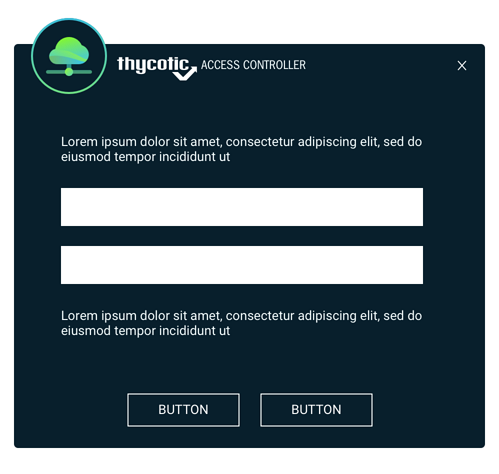 thycotic ACCESS CONTROLLER
X
Lorem ipsum dolor sit amet, consectetur adipiscing elit, sed do
eiusmod tempor incididunt ut
Lorem ipsum dolor sit amet, consectetur adipiscing elit, sed do
eiusmod tempor incididunt ut
BUTTON BUTTON